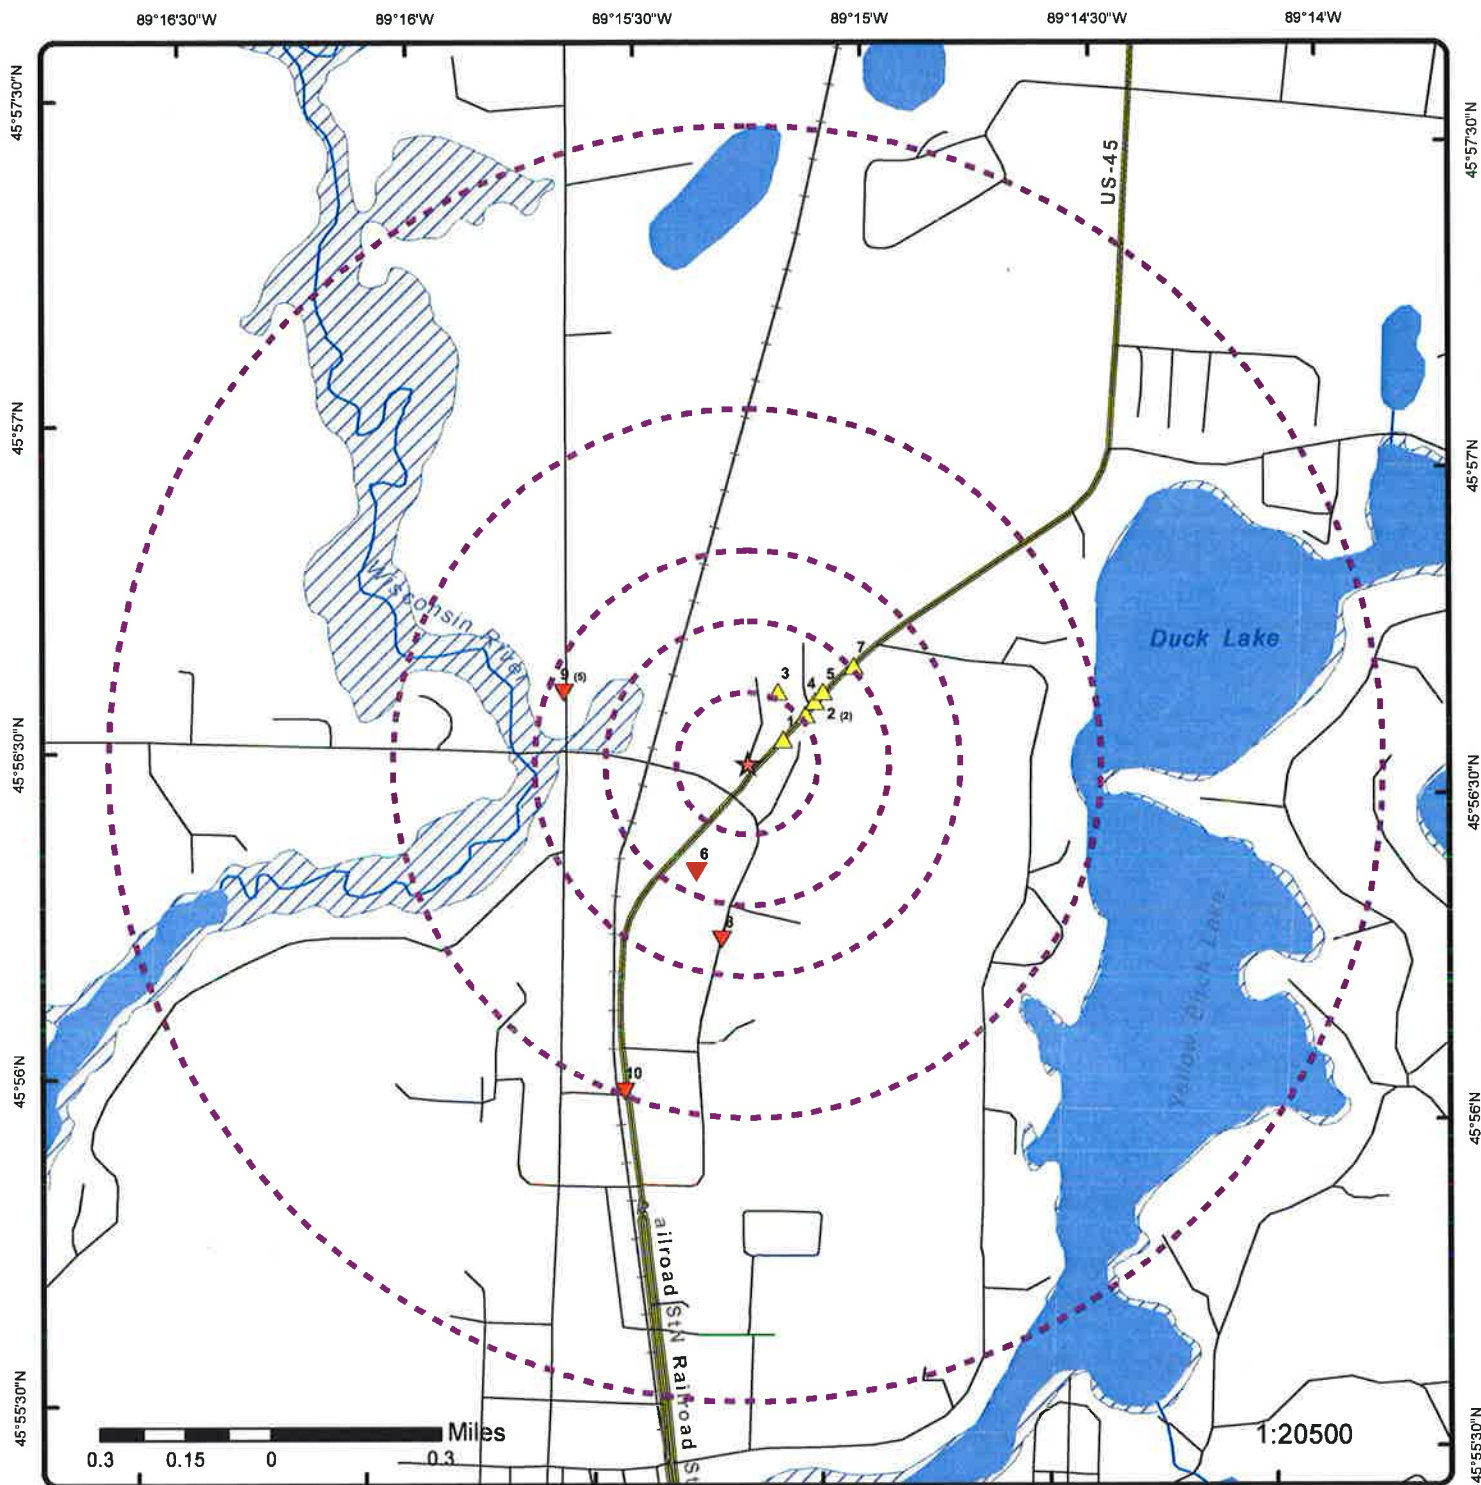 89°16'30"W 89°16'W 89°15'30"W 89°15'W 89°14'30"W 89°14'W
45°57'30"N
45°57'30"N
US-45
45°57'N
45°57'N
Wisconsin River
Duck Lake
9 (5)
3
7
5
4
2 (2)
1
45°56'30"N
45°56'30"N
6
8
Yellow Birch Lake
10
45°56'N
45°56'N
ailroad St
N Railroad St
45°55'30"N
45°55'30"N
Miles
0.3 0.15 0 0.3
1:20500